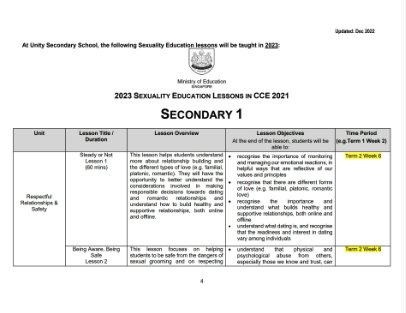 Updated: Dec 2022
At Unity Secondary School, the following Sexuality Education lessons will be taught in 2023:
Ministry of Education
SINGAPORE
2023 SEXUALITY EDUCATION LESSONS IN CCE 2021
SECONDARY 1
Unit
Lesson Title /
Duration
Lesson Overview
Lesson Objectives
At the end of the lesson, students will be
able to:
Time Period
(e.g.Term 1 Week 2)
Respectful
Relationships &
Safety
Steady or Not
Lesson 1
(60 mins)
This lesson helps students understand
more about relationship building and
the different types of love (e.g. familial,
platonic, romantic). They will have the
opportunity to better understand the
considerations involved in making
responsible decisions towards dating
and romantic relationships and
understand how to build healthy and
supportive relationships, both online
and offline.
• recognise the importance of monitoring
and managing our emotional reactions, in
helpful ways that are reflective of our
values and principles
• recognise that there are different forms
of love (e.g. familial, platonic, romantic
love)
• recognise the importance and
understand what builds healthy and
supportive relationships, both online and
offline
• understand what dating is, and recognise
that the readiness and interest in dating
vary among individuals
Term 2 Week 6
Being Aware, Being
Safe
Lesson 2
This lesson focuses on helping
students to be safe from the dangers of
sexual grooming and on respecting
• understand that physical and
psychological abuse from others,
especially those we know and trust, can
Term 2 Week 8
4